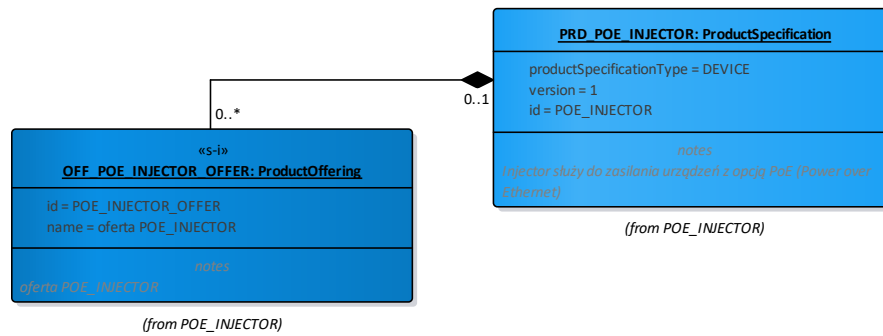 PRD_POE_INJECTOR: ProductSpecification
productSpecificationType = DEVICE
version = 1
id = POE_INJECTOR
notes
Injector służy do zasilania urządzeń z opcją PoE (Power over
Ethernet)
(from POE_INJECTOR)
0..1
0..*
«s-i»
OFF_POE_INJECTOR_OFFER: ProductOffering
id = POE_INJECTOR_OFFER
name = oferta POE_INJECTOR
notes
oferta POE_INJECTOR
(from POE_INJECTOR)